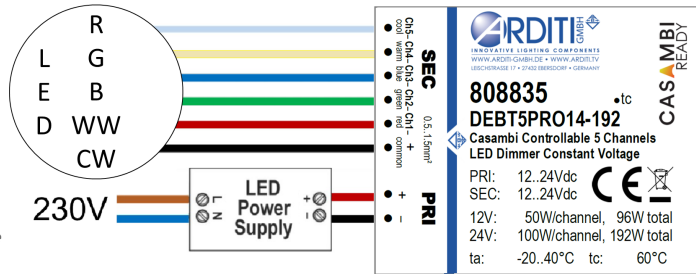 R
L G
E B
D WW
CW
230V
L
N
LED
Power
Supply
+
-
Ch5- Ch4- Ch3- Ch2- Ch1- +
cool warm blue green red common
SEC
0.5..1.5mm²
+
-
PRI
ARDITI GMBH
INNOVATIVE LIGHTING COMPONENTS
WWW.ARDITI-GMBH.DE • WWW.ARDITI.TV
LEISCHSTRASSE 17 • 27432 EBERSDORF • GERMANY
CASAMBI
READY
808835
•tc
DEBT5PRO14-192
Casambi Controllable 5 Channels
LED Dimmer Constant Voltage
PRI: 12..24Vdc
SEC: 12..24Vdc
CE
12V: 50W/channel, 96W total
24V: 100W/channel, 192W total
ta: -20..40°C tc: 60°C